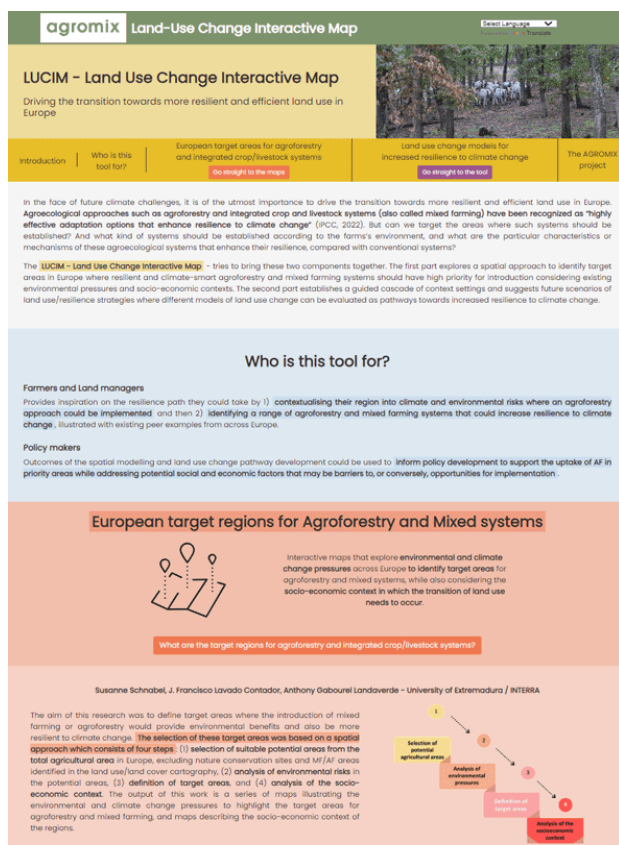 agromix Land-Use Change Interactive Map
Select Language
Translate
LUCIM - Land Use Change Interactive Map
Driving the transition towards more resilient and efficient land use in
Europe
Introduction
Who is this
tool for?
European target areas for agroforestry
and integrated crop/livestock systems
Go straight to the maps
Land use change models for
increased resilience to climate change
Go straight to the tool
The AGROMIX
project
In the face of future climate challenges, it is of the utmost importance to drive the transition towards more resilient and efficient land use in Europe.
Agroecological approaches such as agroforestry and integrated crop and livestock systems (also called mixed farming) have been recognized as "highly
effective adaptation options that enhance resilience to climate change" (IPCC, 2022). But can we target the areas where such systems should be
established? And what kind of systems should be established according to the farm's environment, and what are the particular characteristics or
mechanisms of these agroecological systems that enhance their resilience, compared with conventional systems?
The LUCIM - Land Use Change Interactive Map - tries to bring these two components together. The first part explores a spatial approach to identify target
areas in Europe where resilient and climate-smart agroforestry and mixed farming systems should have high priority for introduction considering existing
environmental pressures and socio-economic contexts. The second part establishes a guided cascade of context settings and suggests future scenarios of
land use/resilience strategies where different models of land use change can be evaluated as pathways towards increased resilience to climate change.
Who is this tool for?
Farmers and Land managers
Provides inspiration on the resilience path they could take by 1) contextualising their region into climate and environmental risks where an agroforestry
approach could be implemented and then 2) identifying a range of agroforestry and mixed farming systems that could increase resilience to climate
change , illustrated with existing peer examples from across Europe.
Policy makers
Outcomes of the spatial modelling and land use change pathway development could be used to inform policy development to support the uptake of AF in
priority areas while addressing potential social and economic factors that may be barriers to, or conversely, opportunities for implementation .
European target regions for Agroforestry and Mixed systems
Interactive maps that explore environmental and climate
change pressures across Europe to identify target areas for
agroforestry and mixed systems, while also considering the
socio-economic context in which the transition of land use
needs to occur.
What are the target regions for agroforestry and integrated crop/livestock systems?
Susanne Schnabel, J. Francisco Lavado Contador, Anthony Gabourel Landaverde - University of Extremadura / INTERRA
The aim of this research was to define target areas where the introduction of mixed
farming or agroforestry would provide environmental benefits and also be more
resilient to climate change. The selection of these target areas was based on a spatial
approach which consists of four steps : (1) selection of suitable potential areas from the
total agricultural area in Europe, excluding nature conservation sites and MF/AF areas
identified in the land use/land cover cartography, (2) analysis of environmental risks in
the potential areas, (3) definition of target areas, and (4) analysis of the socio-
economic context. The output of this work is a series of maps illustrating the
environmental and climate change pressures to highlight the target areas for
agroforestry and mixed farming, and maps describing the socio-economic context of
the regions.
1
Selection of
potential
agricultural areas
2
Analysis of
environmental
pressures
3
Definition of
target areas
4
Analysis of the
socioeconomic
context